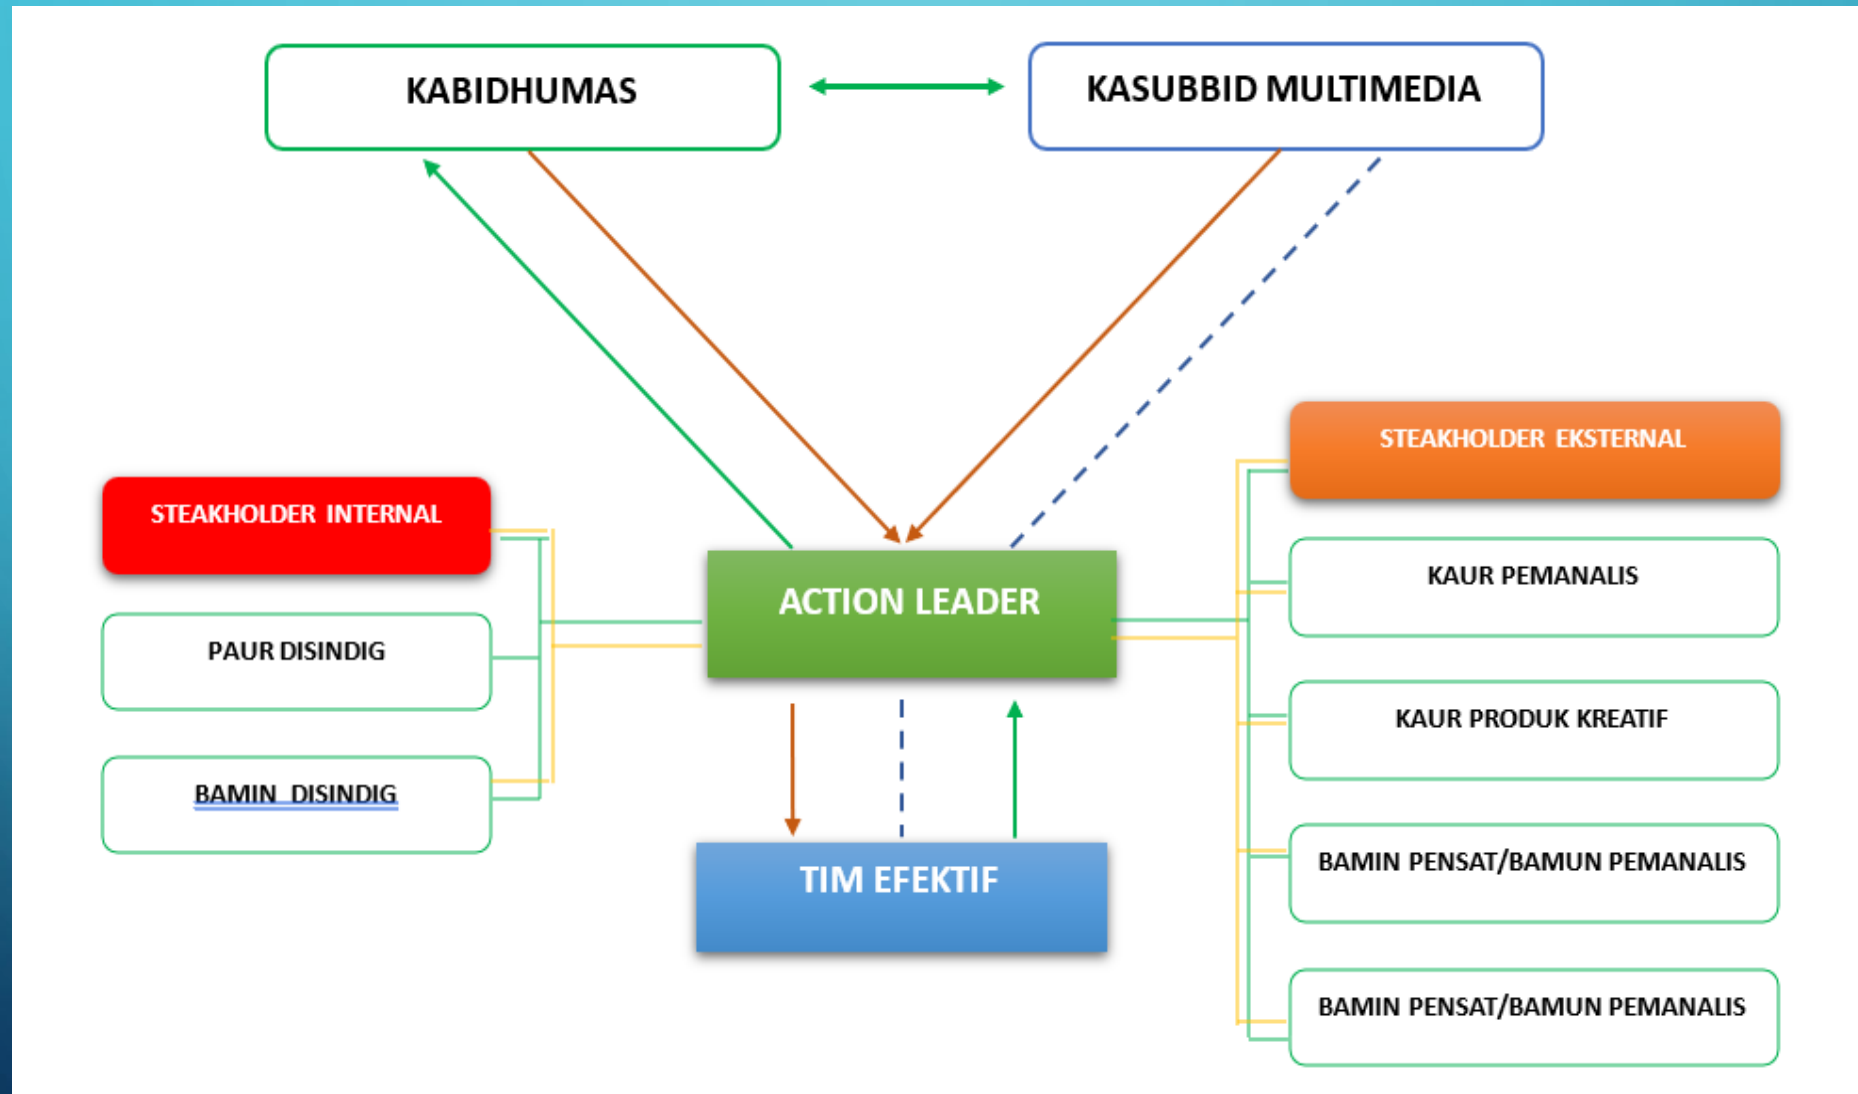 KABIDHUMAS
KASUBBID MULTIMEDIA
STEAKHOLDER INTERNAL
PAUR DISINDIG
BAMIN DISINDIG
ACTION LEADER
TIM EFEKTIF
STEAKHOLDER EKSTERNAL
KAUR PEMANALIS
KAUR PRODUK KREATIF
BAMIN PENSAT/BAMUN PEMANALIS
BAMIN PENSAT/BAMUN PEMANALIS